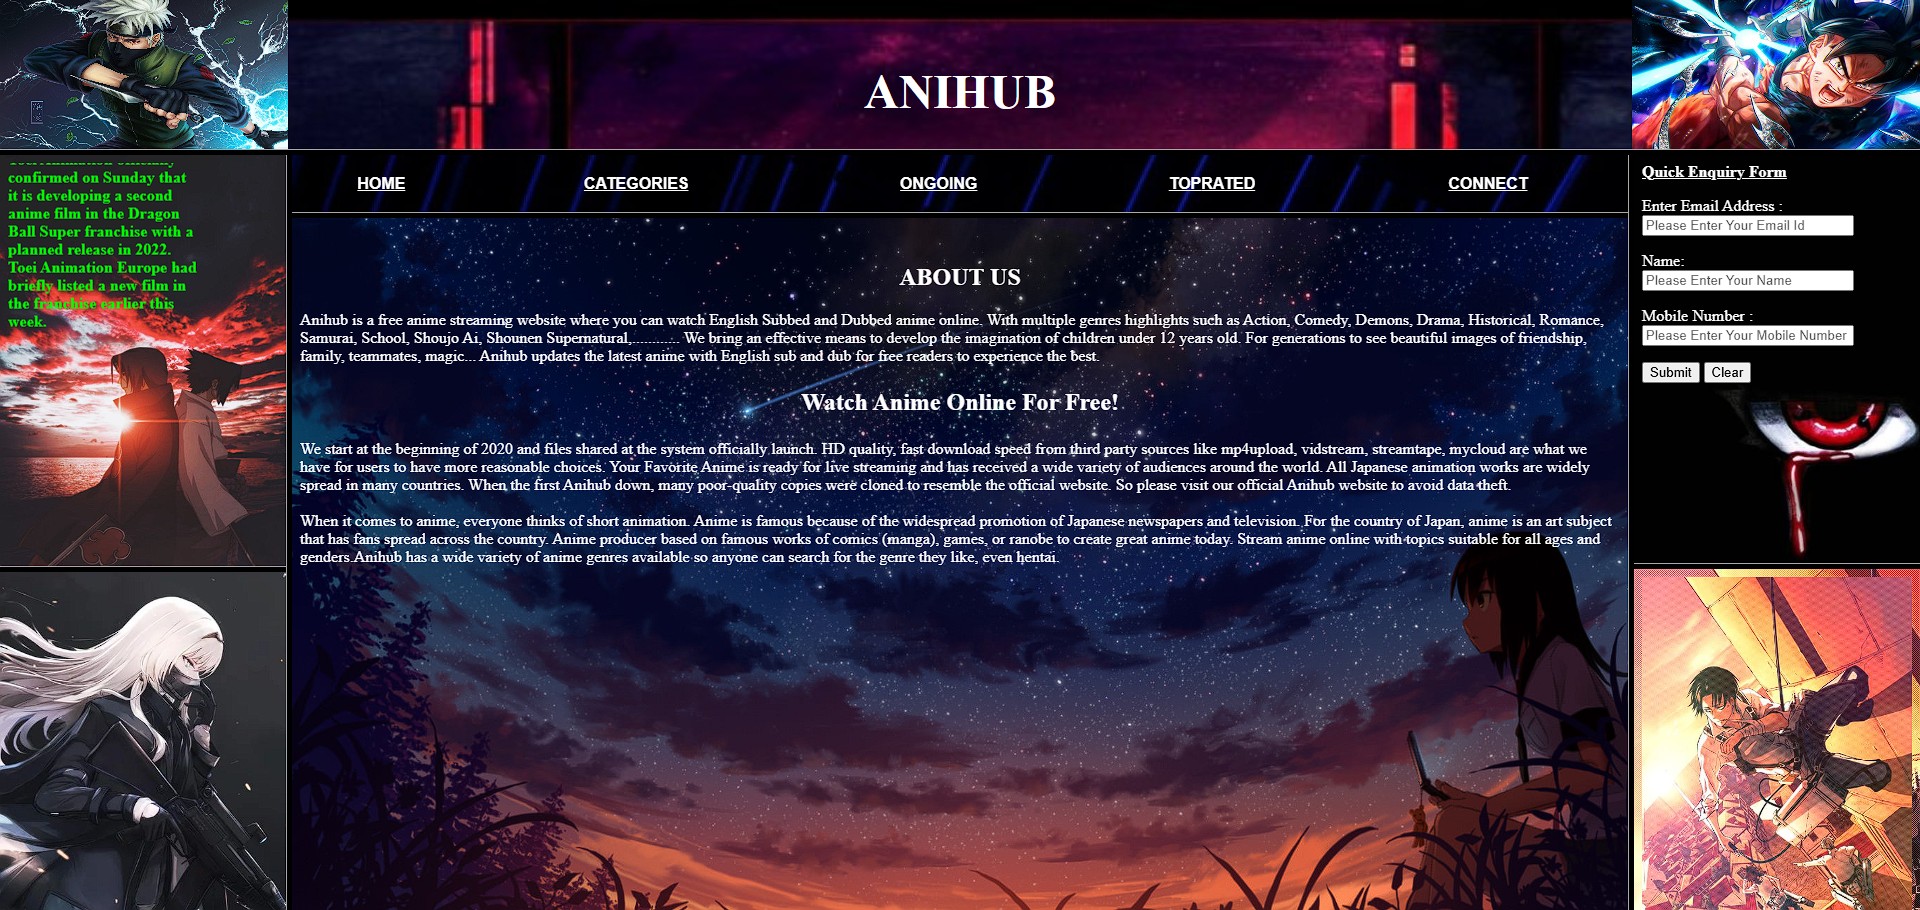 ANIHUB
HOME
CATEGORIES
ONGOING
TOPRATED
CONNECT
Toei Animation officially
confirmed on Sunday that
it is developing a second
anime film in the Dragon
Ball Super franchise with a
planned release in 2022.
Toei Animation Europe had
briefly listed a new film in
the franchise earlier this
week.
ABOUT US
Anihub is a free anime streaming website where you can watch English Subbed and Dubbed anime online. With multiple genres highlights such as Action, Comedy, Demons, Drama, Historical, Romance,
Samurai, School, Shoujo Ai, Shounen Supernatural,............ We bring an effective means to develop the imagination of children under 12 years old. For generations to see beautiful images of friendship,
family, teammates, magic... Anihub updates the latest anime with English sub and dub for free readers to experience the best.
Watch Anime Online For Free!
We start at the beginning of 2020 and files shared at the system officially launch. HD quality, fast download speed from third party sources like mp4upload, vidstream, streamtape, mycloud are what we
have for users to have more reasonable choices. Your Favorite Anime is ready for live streaming and has received a wide variety of audiences around the world. All Japanese animation works are widely
spread in many countries. When the first Anihub down, many poor-quality copies were cloned to resemble the official website. So please visit our official Anihub website to avoid data theft.
When it comes to anime, everyone thinks of short animation. Anime is famous because of the widespread promotion of Japanese newspapers and television. For the country of Japan, anime is an art subject
that has fans spread across the country. Anime producer based on famous works of comics (manga), games, or ranobe to create great anime today. Stream anime online with topics suitable for all ages and
genders.Anihub has a wide variety of anime genres available so anyone can search for the genre they like, even hentai.
Quick Enquiry Form
Enter Email Address :
Please Enter Your Email Id
Name:
Please Enter Your Name
Mobile Number :
Please Enter Your Mobile Number
Submit
Clear